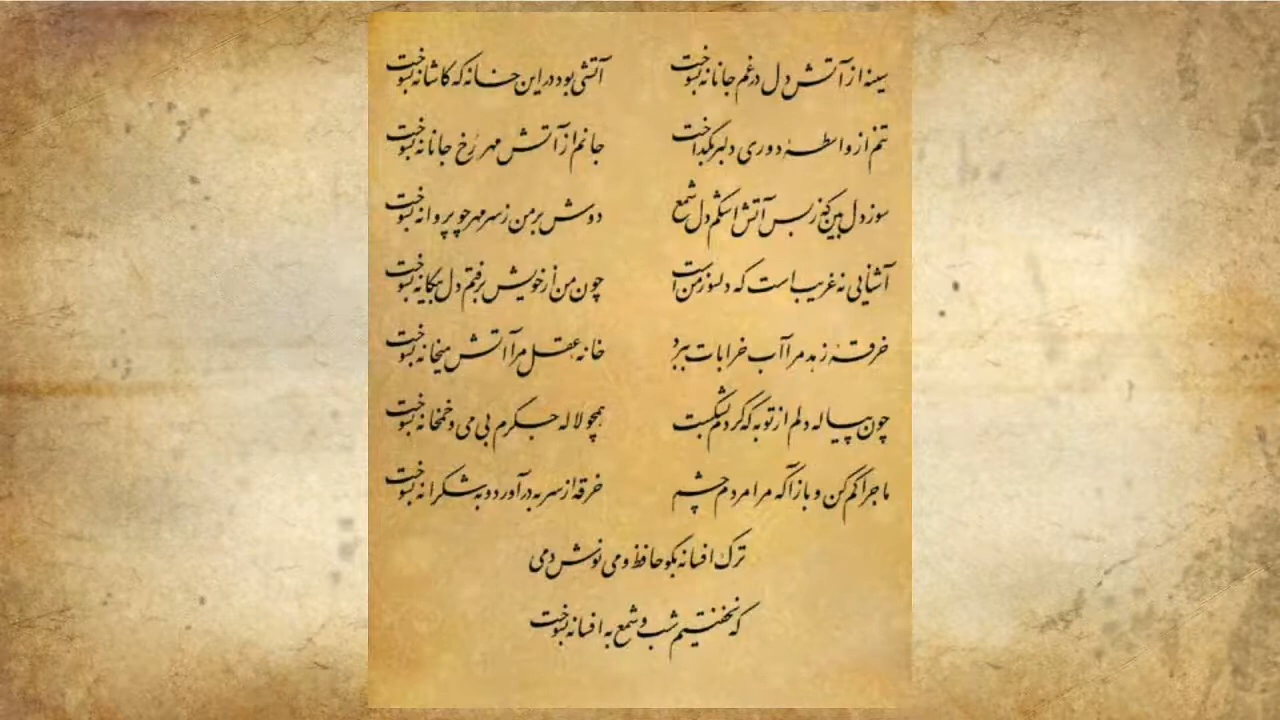 سینه از آتش دل در غم جانانه بسوخت آتشی بود در این خانه که کاشانه بسوخت
تنم از واسطهٔ دوری دلبر بگداخت جانم از آتش مهر رُخ جانانه بسوخت
سوز دل بین که ز بس آتش اشکم دل شمع دوش بر من ز سر مهر چو پروانه بسوخت
آشنایی نه غریب است که دلسوز من است چون من از خویش برفتم دل بیگانه بسوخت
خرقهٔ زهد مرا آب خرابات ببرد خانه عقل مرا آتش میخانه بسوخت
چون پیاله دلم از توبه که کردم بشکست همچو لاله جگرم بی می و خمخانه بسوخت
ماجرا کم کن و بازآ که مرا مردم چشم خرقه از سر به در آورد و به شکرانه بسوخت
ترک افسانه بگو حافظ و می نوش دمی
که نخفتیم شب و شمع به افسانه بسوخت